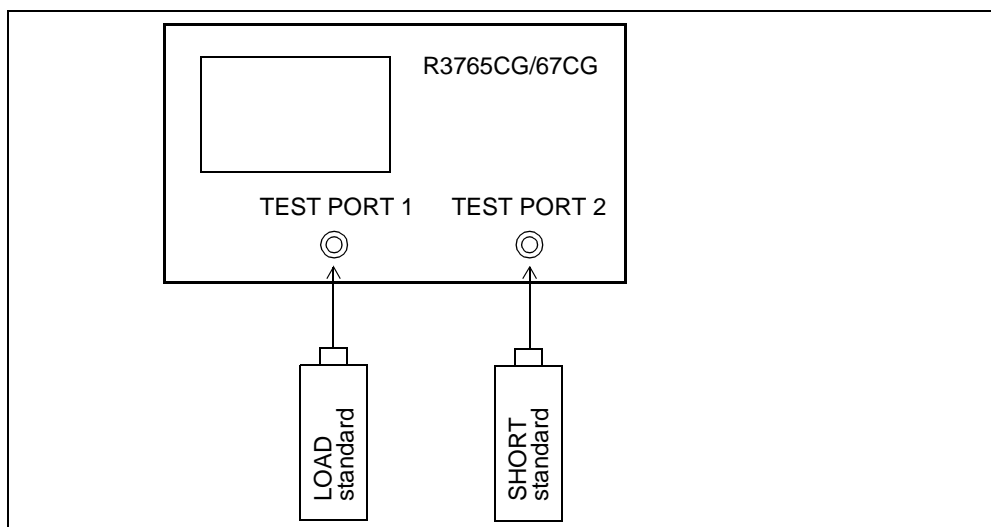 R3765CG/67CG
TEST PORT 1
TEST PORT 2
LOAD
standard
SHORT
standard